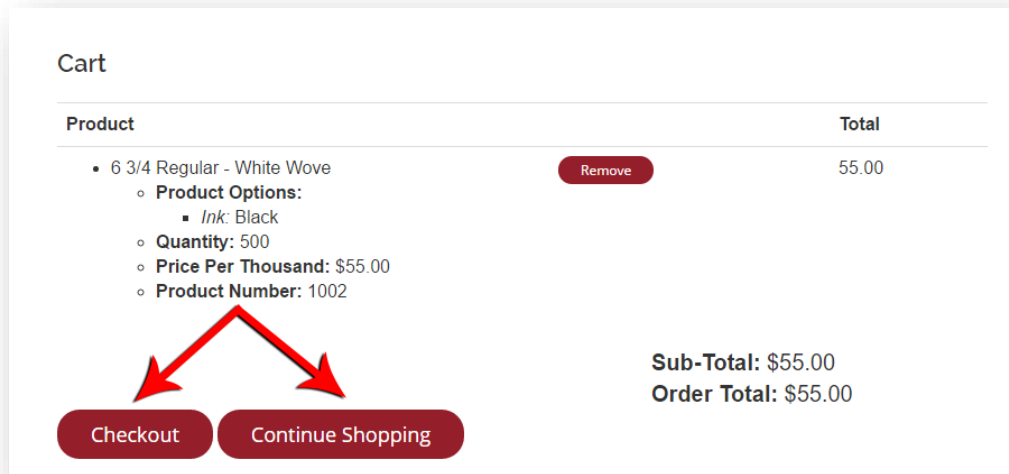 Cart
Product Total
6 3/4 Regular - White Wove Remove 55.00
Product Options:
Ink: Black
Quantity: 500
Price Per Thousand: $55.00
Product Number: 1002
Sub-Total: $55.00
Order Total: $55.00
Checkout Continue Shopping